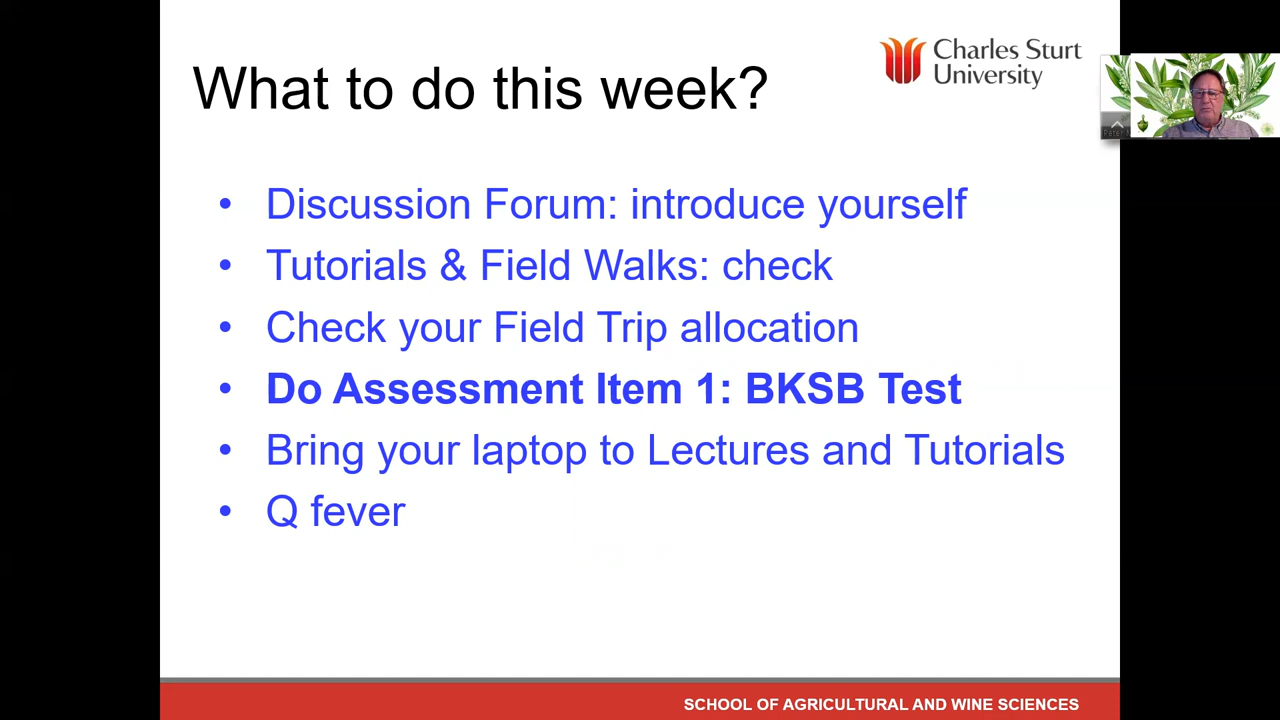 What to do this week?
Charles Sturt
University
• Discussion Forum: introduce yourself
• Tutorials & Field Walks: check
• Check your Field Trip allocation
• Do Assessment Item 1: BKSB Test
• Bring your laptop to Lectures and Tutorials
• Q fever
SCHOOL OF AGRICULTURAL AND WINE SCIENCES